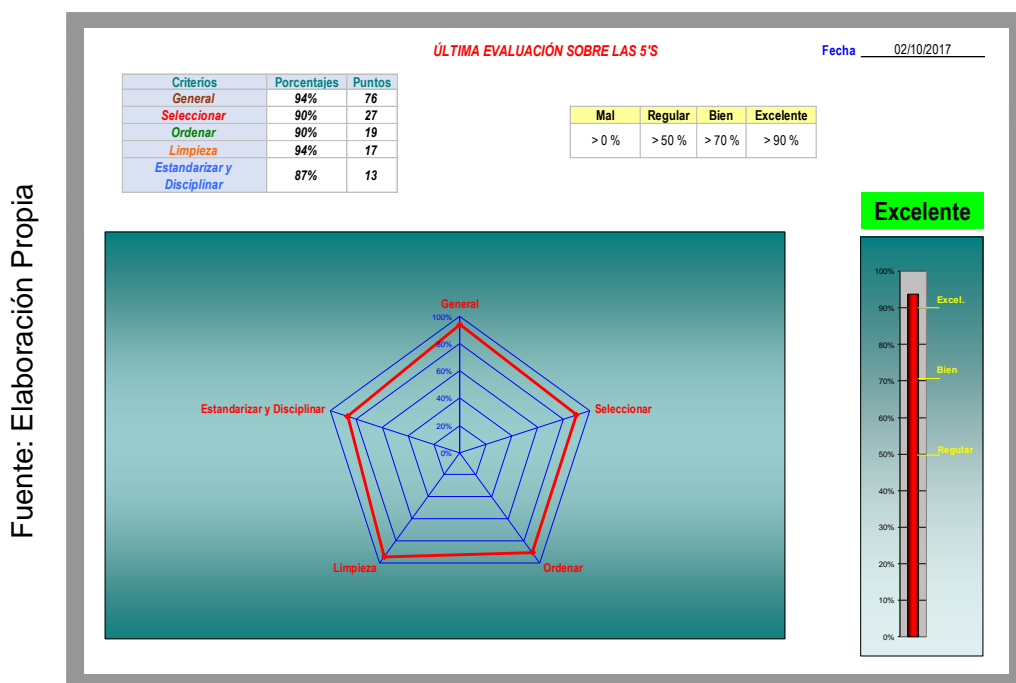 Fuente: Elaboración Propia
ÚLTIMA EVALUACIÓN SOBRE LAS 5'S
Fecha 02/10/2017
Criterios Porcentajes Puntos
General 94% 76
Seleccionar 90% 27
Ordenar 90% 19
Limpieza 94% 17
Estandarizar y
Disciplinar 87% 13
Mal Regular Bien Excelente
> 0 % > 50 % > 70 % > 90 %
Excelente
General
100%
80%
60%
40%
20%
0%
Estandarizar y Disciplinar
Seleccionar
Limpieza
Ordenar
100%
90% Excel.
80%
70% Bien
60%
50% Regular
40%
30%
20%
10%
0%